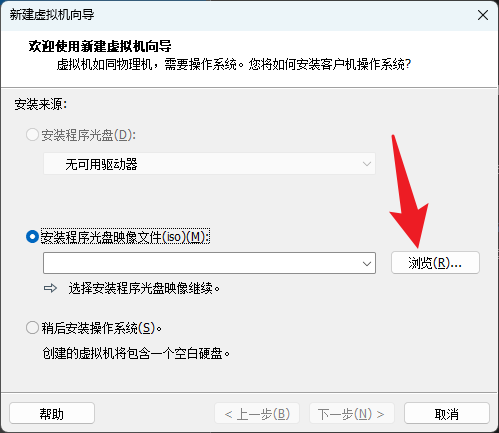 新建虚拟机向导
欢迎使用新建虚拟机向导
虚拟机如同物理机，需要操作系统。您将如何安装客户机操作系统?
安装来源:
安装程序光盘(D):
无可用驱动器
安装程序光盘映像文件(iso)(M):
浏览(R)...
选择安装程序光盘映像继续。
稍后安装操作系统(S)。
创建的虚拟机将包含一个空白硬盘。
帮助
< 上一步(B)
下一步(N) >
取消